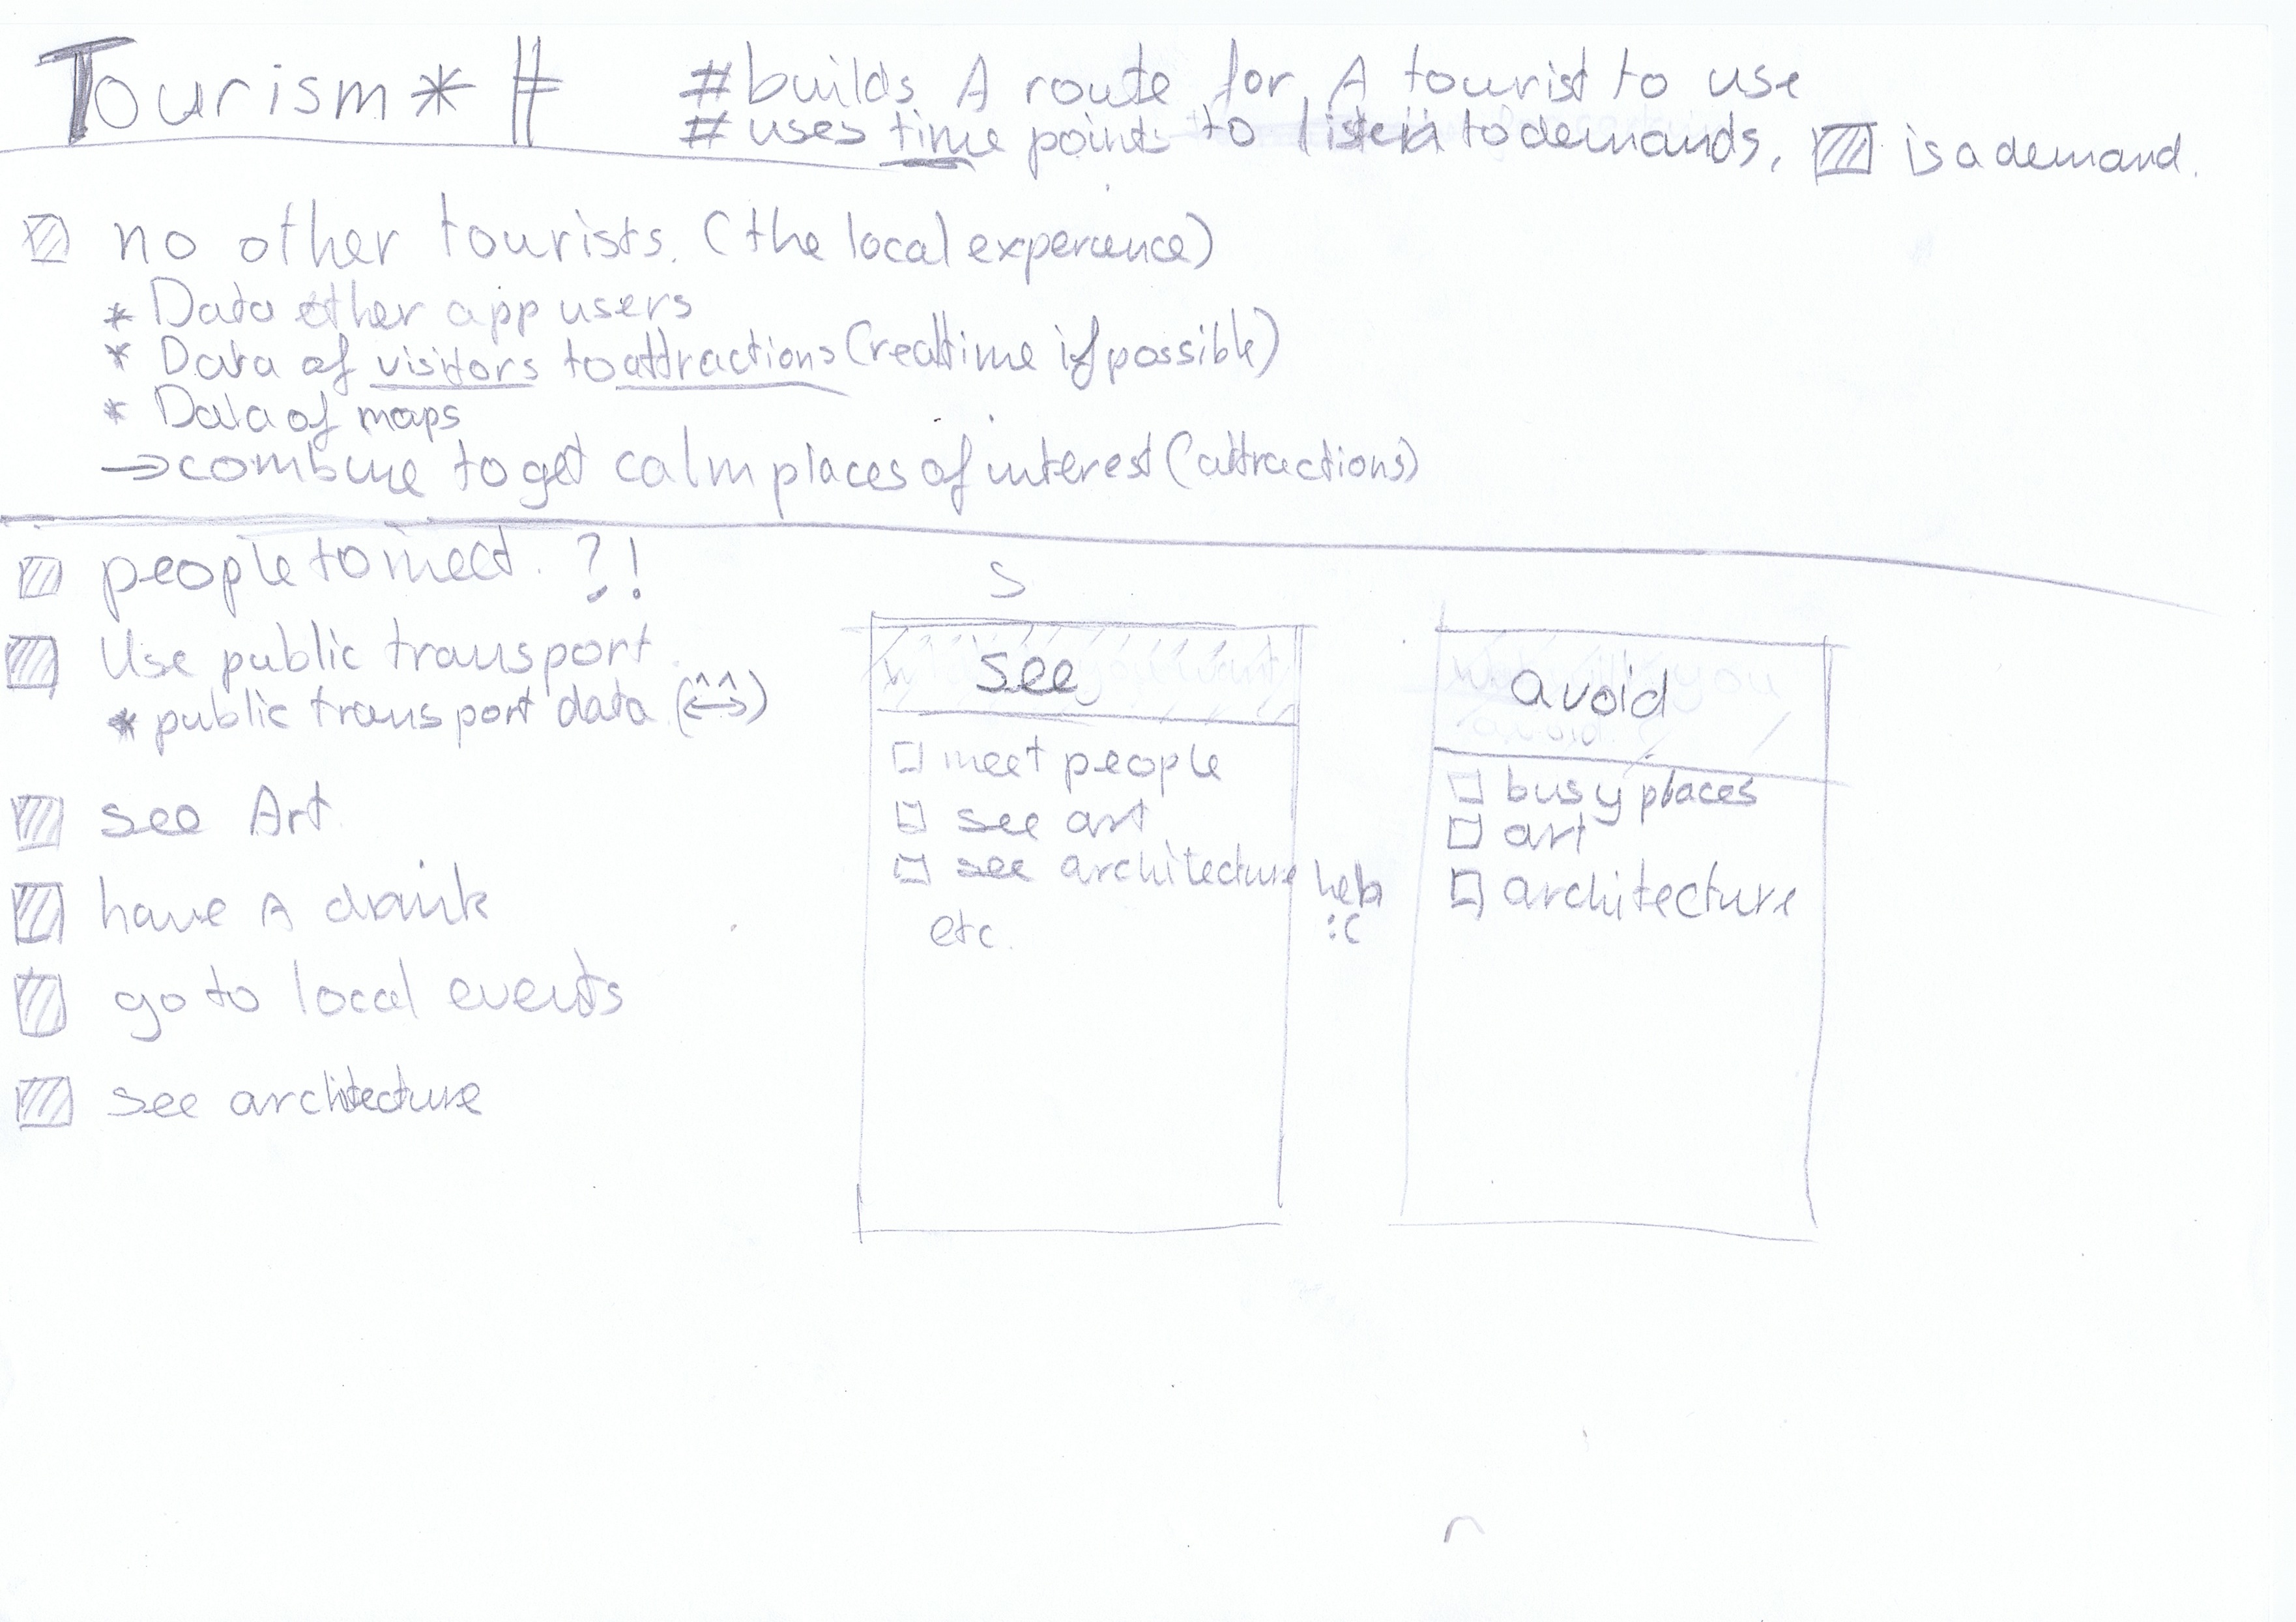 Tourism * #
# builds A route for A tourist to use
# uses time points to listen to demands, is a demand.
no other tourists. (the local experience)
* Data other app users
* Data of visitors to attractions (realtime if possible)
* Data of maps
→ combine to get calm places of interest (attractions)
people to meet. ?!
Use public transport.
* public transport data
see Art
have A drink
go to local events
see architecture
S
see
meet people
see art
see architecture
etc.
heb
:c
avoid
busy places
art
architecture